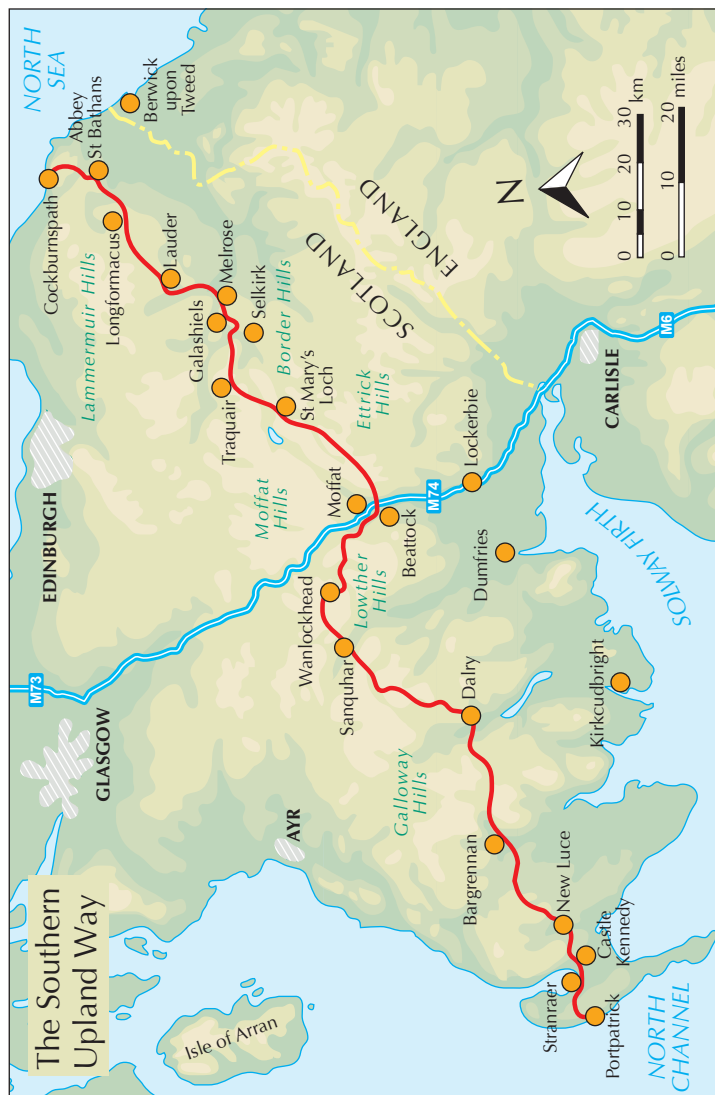 The Southern
Upland Way
NORTH
SEA
EDINBURGH
GLASGOW
M73
AYR
Isle of Arran
Cockburnspath
Abbey
St Bathans
Berwick
upon
Tweed
Lammermuir Hills
Longformacus
Lauder
Galashiels
Melrose
Selkirk
Border Hills
Traquair
St Mary's
Loch
Ettrick
Hills
SCOTLAND
ENGLAND
Moffat
Hills
Moffat
Beattock
M74
Lockerbie
Wanlockhead
Lowther
Hills
Sanquhar
Dumfries
Dalry
Galloway
Hills
Kirkcudbright
SOLWAY FIRTH
CARLISLE
M6
Bargrennan
New Luce
Castle
Kennedy
Stranraer
Portpatrick
NORTH
CHANNEL
N
0 10 20 30 km
0 10 20 miles